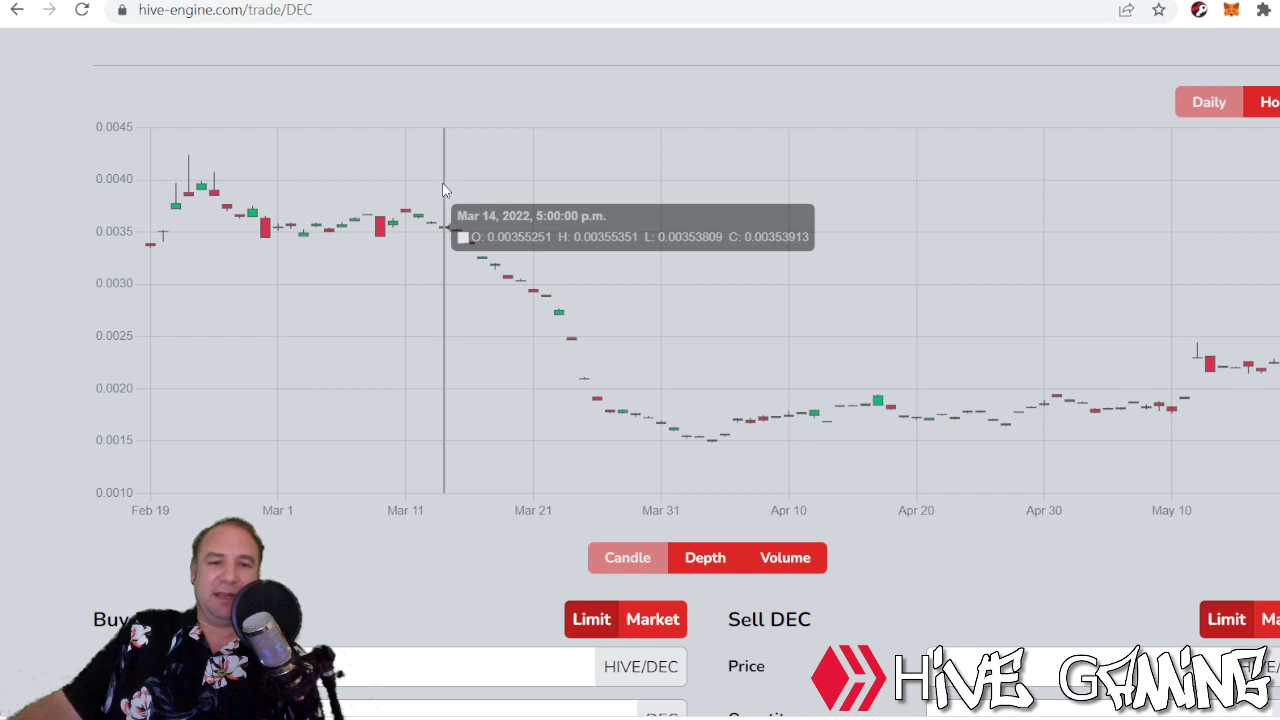 hive-engine.com/trade/DEC
Daily Ho
0.0045
0.0040
0.0035
0.0030
0.0025
0.0020
0.0015
0.0010
Mar 14, 2022, 5:00:00 p.m.
O: 0.00355251 H: 0.00355351 L: 0.00353809 C: 0.00353913
Feb 19 Mar 1 Mar 11 Mar 21 Mar 31 Apr 10 Apr 20 Apr 30 May 10
Candle Depth Volume
Buy Limit Market
HIVE/DEC
Sell DEC Limit Ma
Price
HIVE GAMING